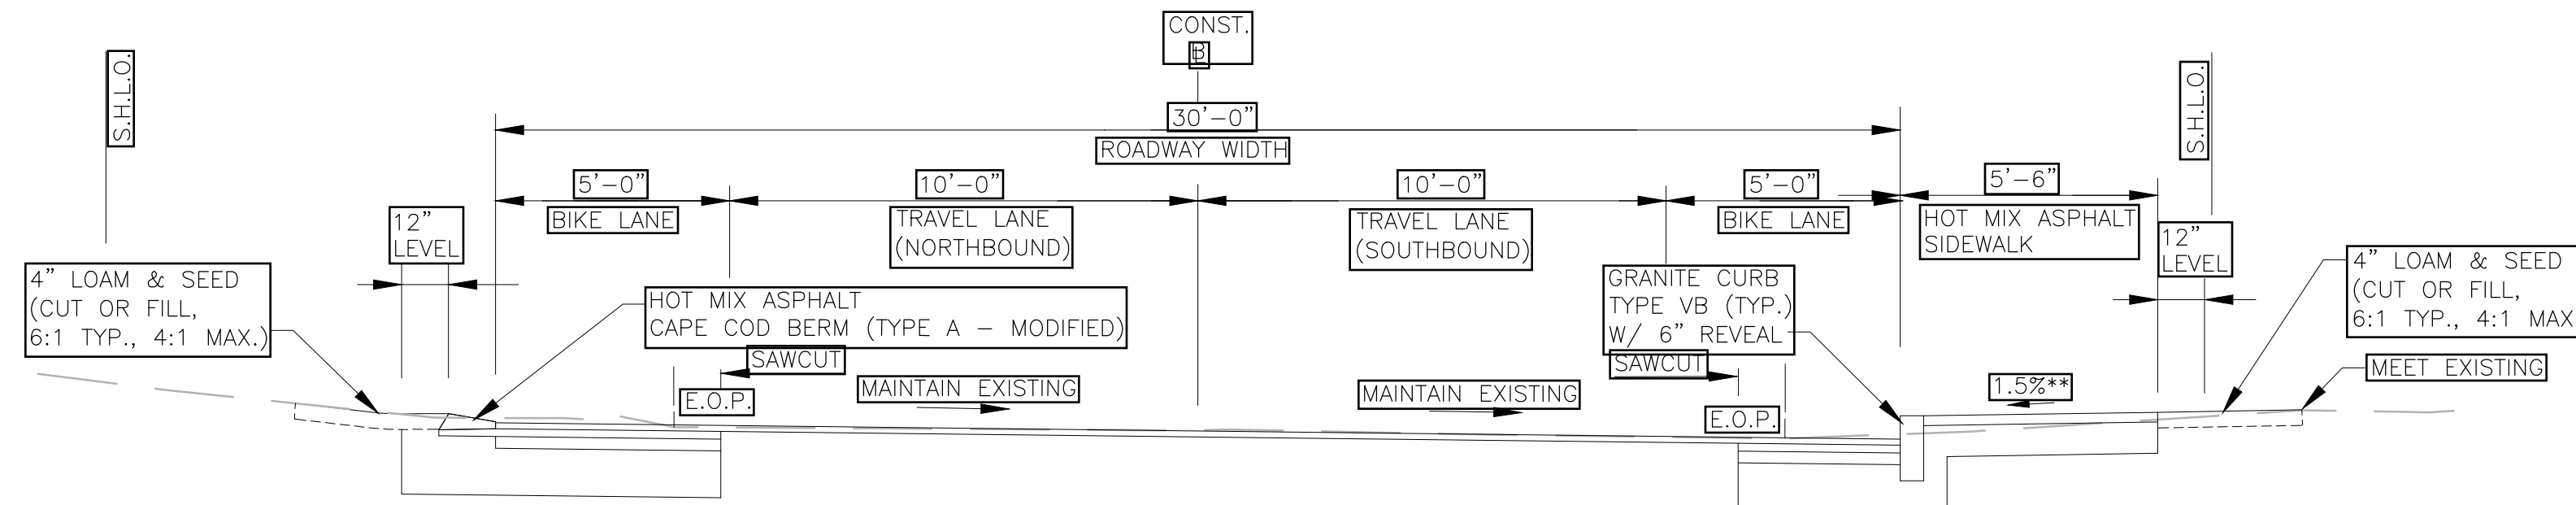 CONST.
BL
S.H.L.O.
S.H.L.O.
30'-0"
ROADWAY WIDTH
5'-0"
BIKE LANE
10'-0"
TRAVEL LANE
(NORTHBOUND)
10'-0"
TRAVEL LANE
(SOUTHBOUND)
5'-0"
BIKE LANE
5'-6"
HOT MIX ASPHALT
SIDEWALK
12"
LEVEL
12"
LEVEL
4" LOAM & SEED
(CUT OR FILL,
6:1 TYP., 4:1 MAX.)
HOT MIX ASPHALT
CAPE COD BERM (TYPE A - MODIFIED)
GRANITE CURB
TYPE VB (TYP.)
W/ 6" REVEAL
4" LOAM & SEED
(CUT OR FILL,
6:1 TYP., 4:1 MAX
SAWCUT
E.O.P.
MAINTAIN EXISTING
MAINTAIN EXISTING
SAWCUT
E.O.P.
1.5%**
MEET EXISTING